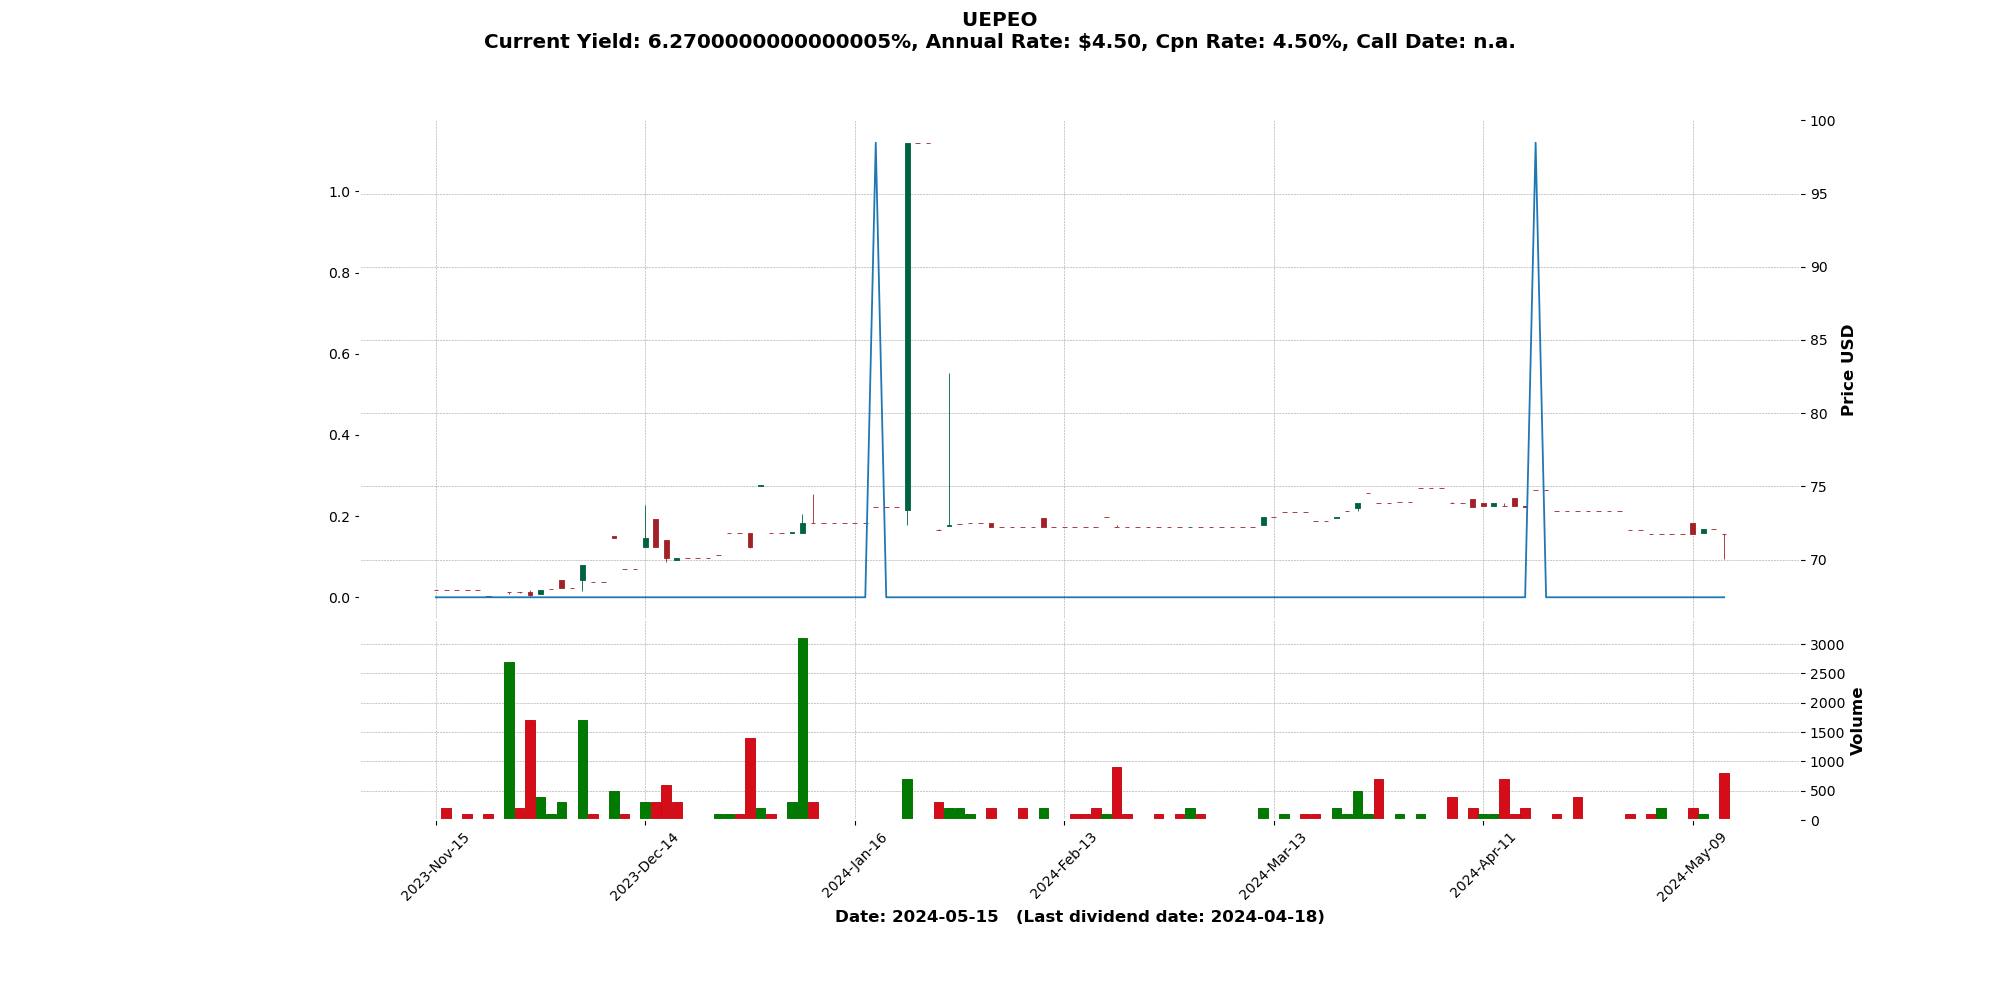 UEPEO
Current Yield: 6.2700000000000005%, Annual Rate: $4.50, Cpn Rate: 4.50%, Call Date: n.a.
100
1.0
95
0.8
90
0.6
85
Price USD
0.4
80
75
0.2
70
0.0
3000
2500
2000
1500
1000
500
0
Volume
2023-Nov-15
2023-Dec-14
2024-Jan-16
2024-Feb-13
2024-Mar-13
2024-Apr-11
2024-May-09
Date: 2024-05-15   (Last dividend date: 2024-04-18)